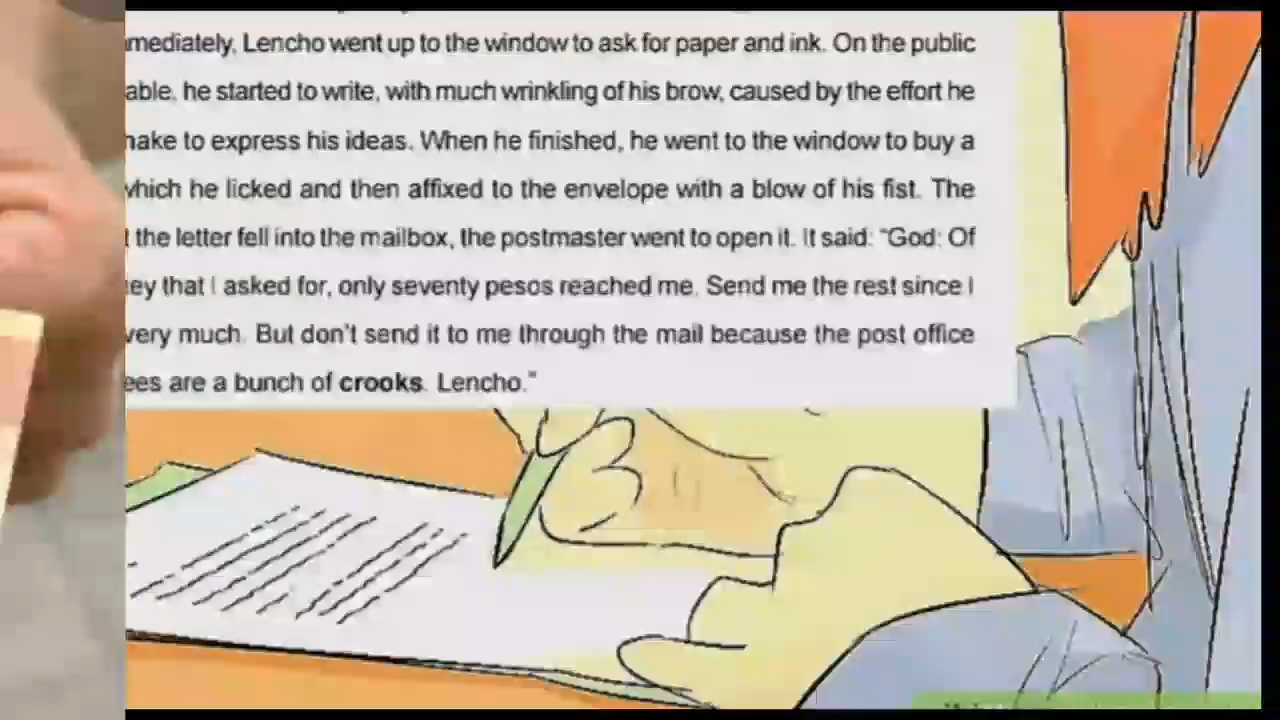 mediately, Lencho went up to the window to ask for paper and ink. On the public
able, he started to write, with much wrinkling of his brow, caused by the effort he
ake to express his ideas. When he finished, he went to the window to buy a
which he licked and then affixed to the envelope with a blow of his fist. The
t the letter fell into the mailbox, the postmaster went to open it. It said: “God: Of
ey that I asked for, only seventy pesos reached me. Send me the rest since I
very much. But don’t send it to me through the mail because the post office
ees are a bunch of crooks. Lencho.”